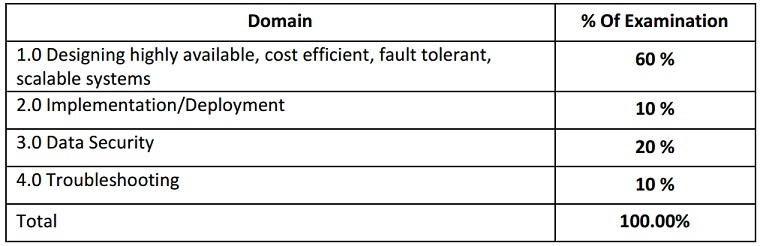 Domain % Of Examination
1.0 Designing highly available, cost efficient, fault tolerant, 60 %
scalable systems
2.0 Implementation/Deployment 10 %
3.0 Data Security 20 %
4.0 Troubleshooting 10 %
Total 100.00%